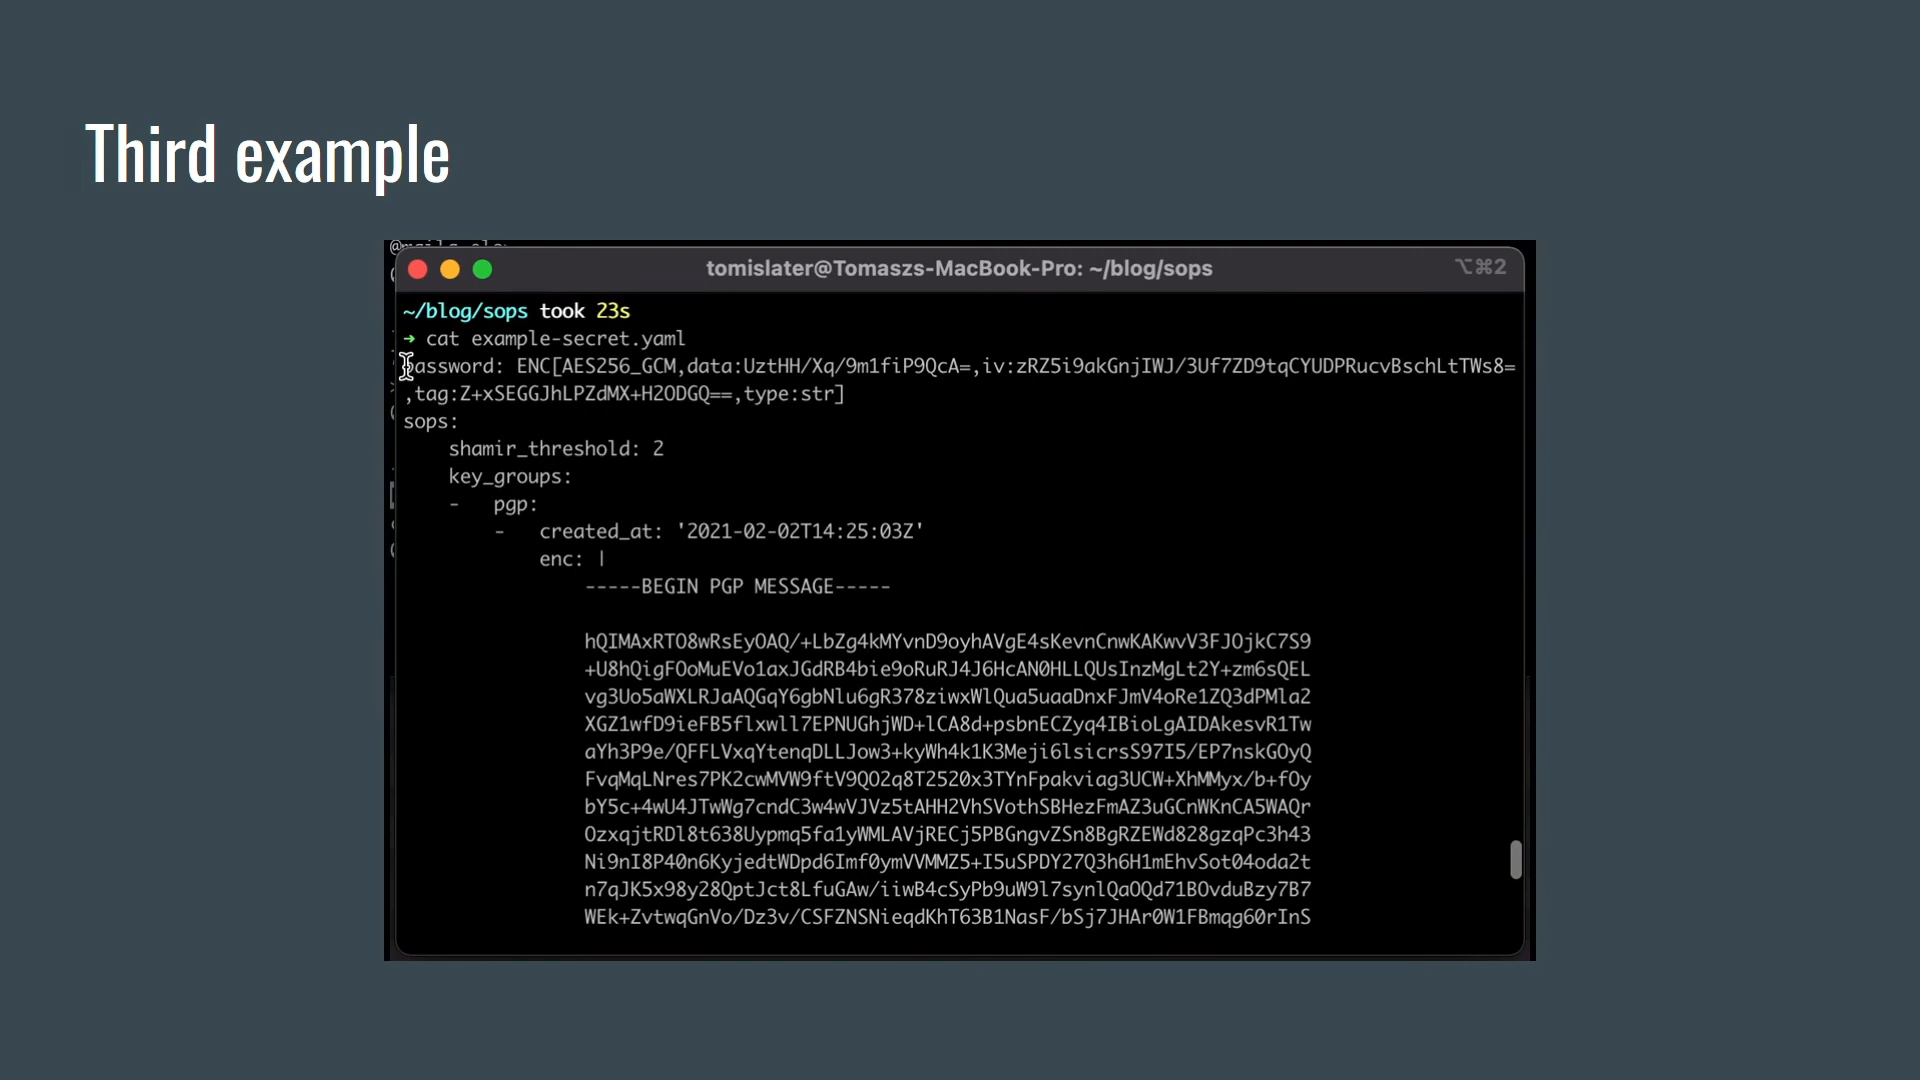 Third example
tomislater@Tomaszs-MacBook-Pro: ~/blog/sops
⌥⌘2
~/blog/sops took 23s
➜ cat example-secret.yaml
password: ENC[AES256_GCM,data:UztHH/Xq/9m1fiP9QcA=,iv:zRZ5i9akGnjIWJ/3Uf7ZD9tqCYUDPRucvBschLtTWs8=
,tag:Z+xSEGGJhLPZdMX+H2ODGQ==,type:str]
sops:
shamir_threshold: 2
key_groups:
- pgp:
- created_at: '2021-02-02T14:25:03Z'
enc: |
-----BEGIN PGP MESSAGE-----
hQIMAxRTO8wRsEyOAQ/+LbZg4kMYvnD9oyhAVgE4sKevnCnwKAKwvV3FJOjkC7S9
+U8hQigFOoMuEVo1axJGdRB4bie9oRuRJ4J6HcAN0HLLQUsInzMgLt2Y+zm6sQEL
vg3Uo5aWXLRJaAQGqY6gbNlu6gR378ziwxWlQua5uaaDnxFJmV4oRe1ZQ3dPMla2
XGZ1wfD9ieFB5flxwll7EPNUGhjWD+lCA8d+psbnECZyq4IBioLgAIDAkesvR1Tw
aYh3P9e/QFFLVxqYtenqDLLJow3+kyWh4k1K3Meji6lsicrsS97I5/EP7nskGOyQ
FvqMqLNres7PK2cwMVW9ftV9QO2q8T2520x3TYnFpakviag3UCW+XhMMyx/b+fOy
bY5c+4wU4JTwWg7cndC3w4wVJVz5tAHH2VhSVothSBHezFmAZ3uGCnWKnCA5WAQr
OzxqjtRDl8t638Uypmq5fa1yWMLAVjRECj5PBGngvZSn8BgRZEWd828gzqPc3h43
Ni9nI8P40n6KyjedtWDpd6Imf0ymVVMMZ5+I5uSPDY27Q3h6H1mEhvSot04oda2t
n7qJK5x98y28QptJct8LfuGAw/iiwB4cSyPb9uW9l7synlQaOQd71BOvduBzy7B7
WEk+ZvtwqGnVo/Dz3v/CSFZNSNieqdKhT63B1NasF/bSj7JHAr0W1FBmqg60rInS